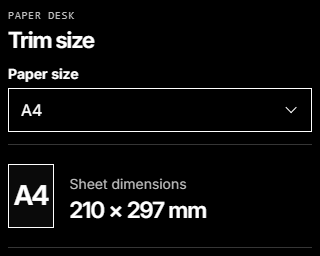 PAPER DESK
Trim size
Paper size
A4
A4
Sheet dimensions
210 × 297 mm